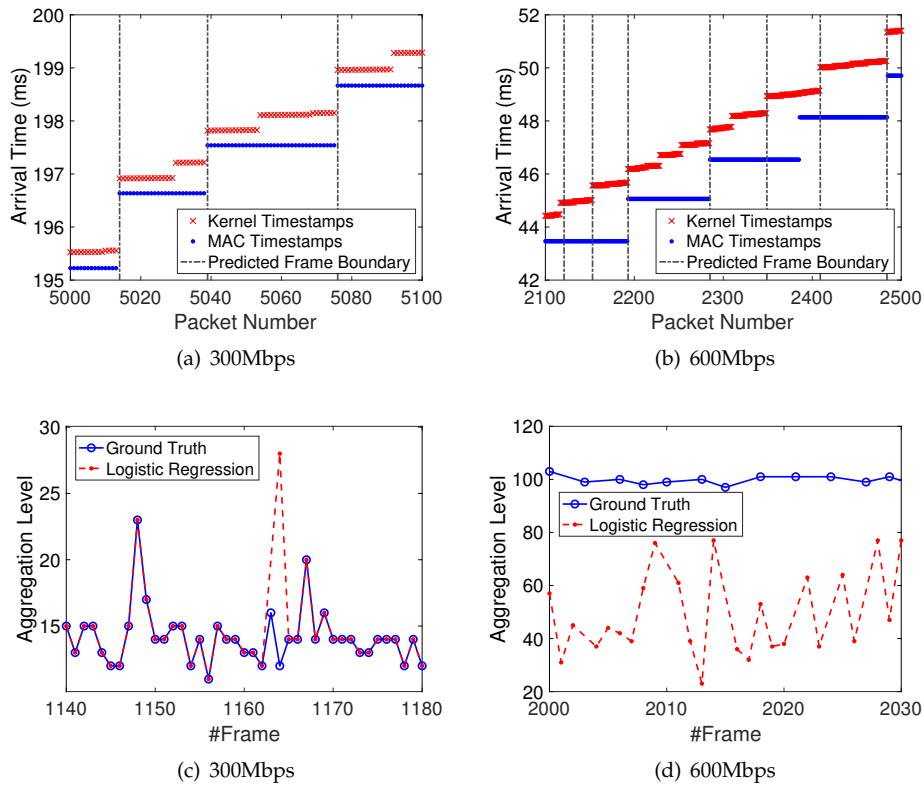 200
199
198
197
196
195
5000
5020
5040
5060
5080
5100
Arrival Time (ms)
Packet Number
Kernel Timestamps
MAC Timestamps
Predicted Frame Boundary
(a) 300Mbps
52
50
48
46
44
42
2100
2200
2300
2400
2500
Arrival Time (ms)
Packet Number
Kernel Timestamps
MAC Timestamps
Predicted Frame Boundary
(b) 600Mbps
30
25
20
15
10
1140
1150
1160
1170
1180
Aggregation Level
#Frame
Ground Truth
Logistic Regression
(c) 300Mbps
120
100
80
60
40
20
2000
2010
2020
2030
Aggregation Level
#Frame
Ground Truth
Logistic Regression
(d) 600Mbps